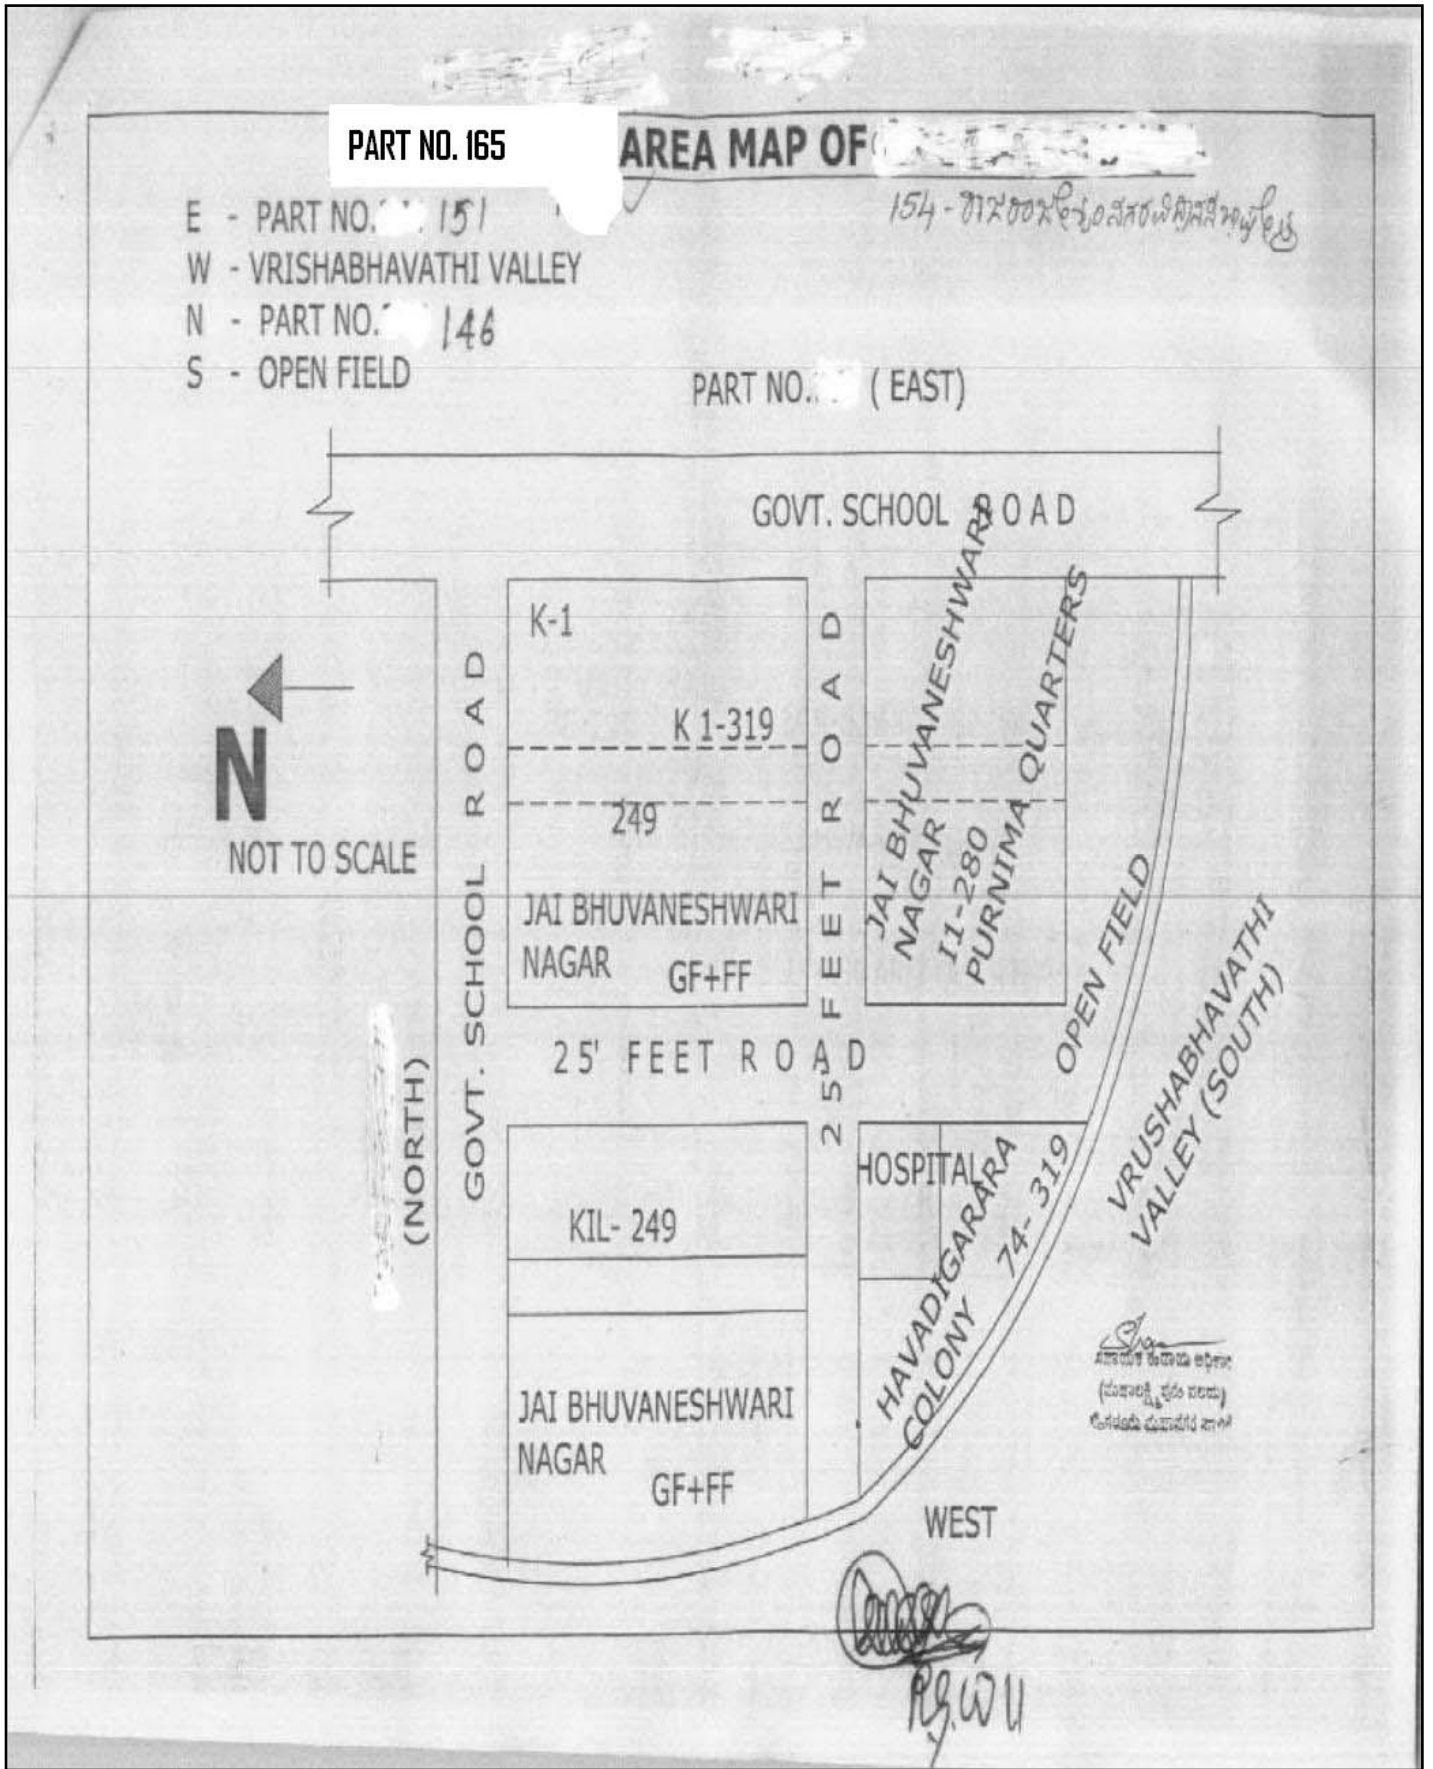 PART NO. 165
AREA MAP OF
E - PART NO. 151
154 -
W - VRISHABHAVATHI VALLEY
N - PART NO. 146
S - OPEN FIELD
PART NO. (EAST)
GOVT. SCHOOL ROAD
K-1
K 1-319
249
JAI BHUVANESHWARI
NAGAR
GF+FF
GOVT. SCHOOL ROAD
25' FEET ROAD
JAI BHUVANESHWARI
NAGAR
I1-280
PURNIMA QUARTERS
N
NOT TO SCALE
(NORTH)
25' FEET ROAD
OPEN FIELD
VRUSHABHAVATHI
VALLEY (SOUTH)
KIL- 249
HOSPITAL
HAVADIGARARA
COLONY
74- 319
JAI BHUVANESHWARI
NAGAR
GF+FF
WEST